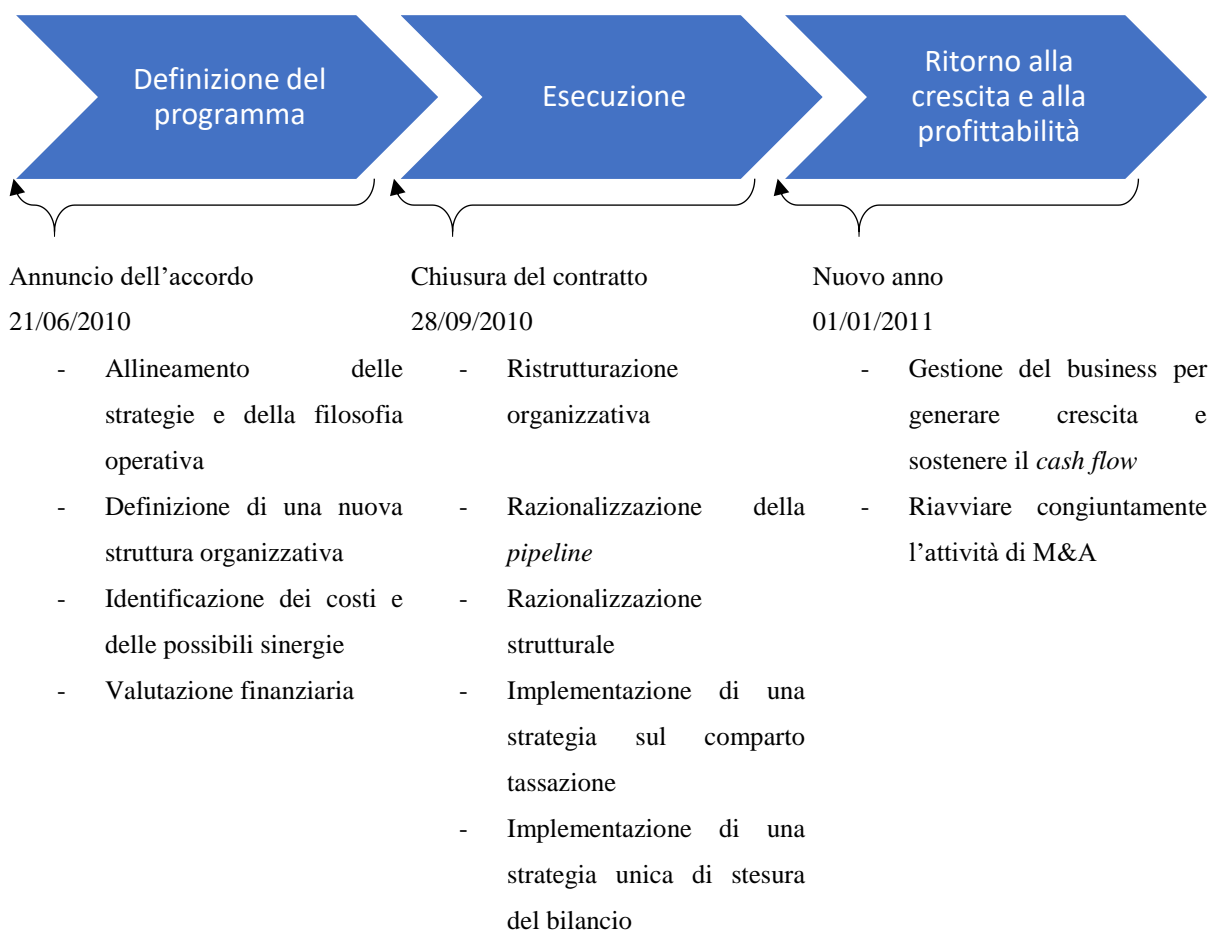 Definizione del
programma
Esecuzione
Ritorno alla
crescita e alla
profittabilità
Annuncio dell’accordo
21/06/2010
- Allineamento delle
strategie e della filosofia
operativa
- Definizione di una nuova
struttura organizzativa
- Identificazione dei costi e
delle possibili sinergie
- Valutazione finanziaria
Chiusura del contratto
28/09/2010
- Ristrutturazione
organizzativa
- Razionalizzazione della
pipeline
- Razionalizzazione
strutturale
- Implementazione di una
strategia sul comparto
tassazione
- Implementazione di una
strategia unica di stesura
del bilancio
Nuovo anno
01/01/2011
- Gestione del business per
generare crescita e
sostenere il cash flow
- Riavviare congiuntamente
l’attività di M&A